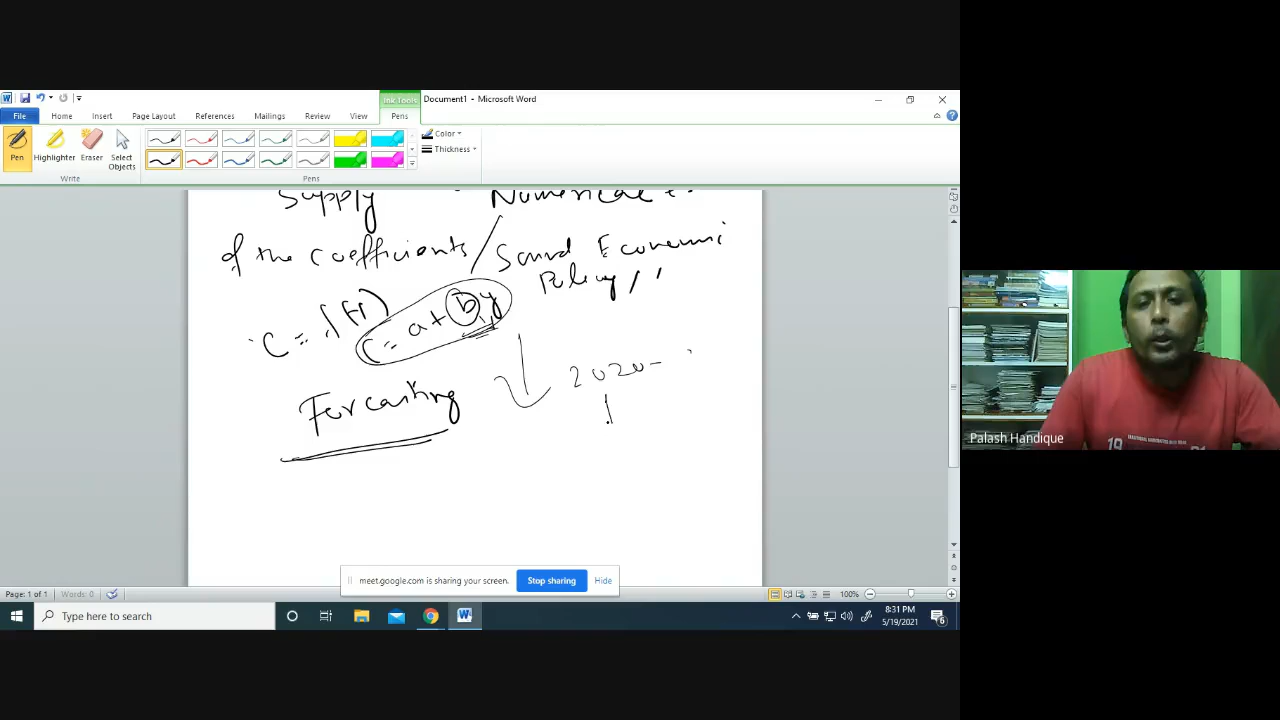 Ink Tools
Document1 - Microsoft Word
File Home Insert Page Layout References Mailings Review View Pens
Pen Highlighter Eraser Select Objects
Color
Thickness
Write Pens
Supply Numerical
of the coefficients / Sound Economi
Policy
C = f(Y) C = a + by
Forcasting 2020-
meet.google.com is sharing your screen. Stop sharing Hide
Page: 1 of 1 Words: 0 100%
Type here to search
8:31 PM
5/19/2021
6
Palash Handique
19